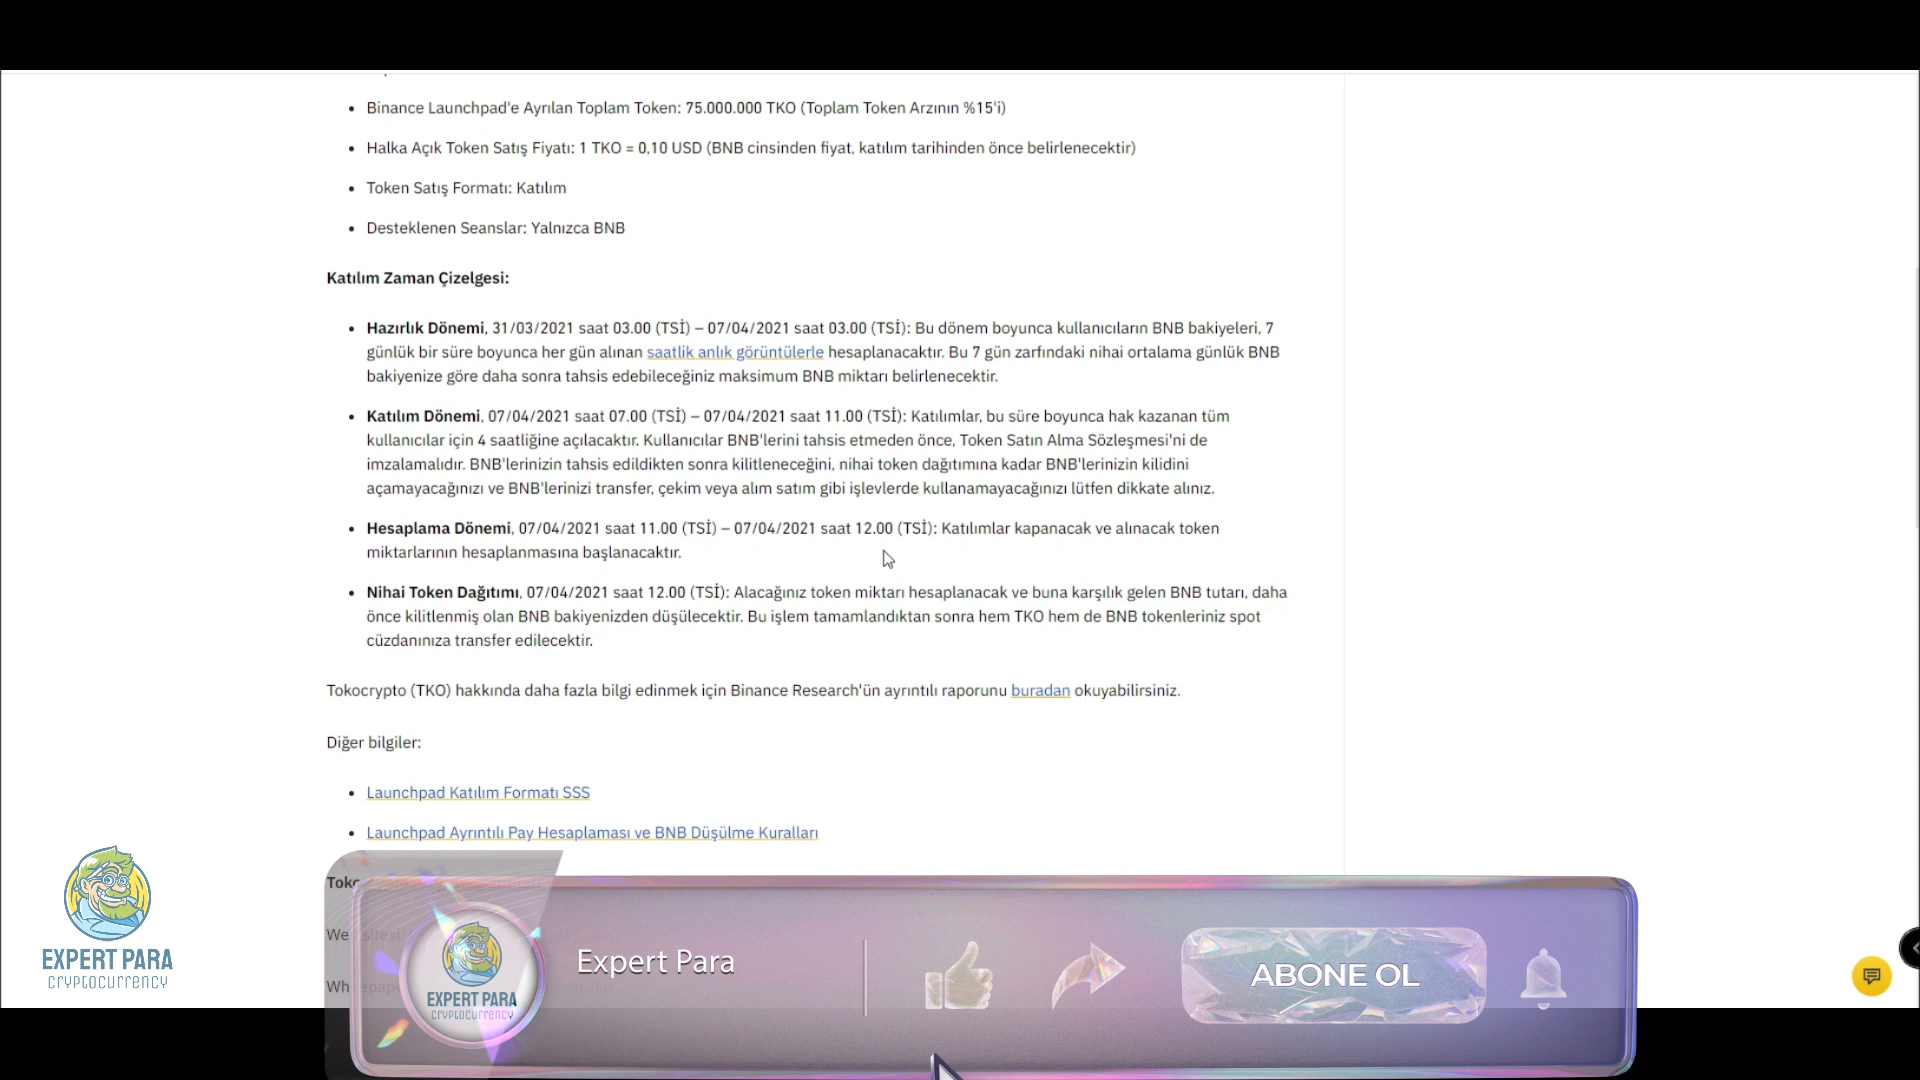 Binance Launchpad'e Ayrılan Toplam Token: 75.000.000 TKO (Toplam Token Arzının %15'i)
Halka Açık Token Satış Fiyatı: 1 TKO = 0,10 USD (BNB cinsinden fiyat, katılım tarihinden önce belirlenecektir)
Token Satış Formatı: Katılım
Desteklenen Seanslar: Yalnızca BNB
Katılım Zaman Çizelgesi:
Hazırlık Dönemi, 31/03/2021 saat 03.00 (TSİ) – 07/04/2021 saat 03.00 (TSİ): Bu dönem boyunca kullanıcıların BNB bakiyeleri, 7
günlük bir süre boyunca her gün alınan saatlik anlık görüntülerle hesaplanacaktır. Bu 7 gün zarfındaki nihai ortalama günlük BNB
bakiyenize göre daha sonra tahsis edebileceğiniz maksimum BNB miktarı belirlenecektir.
Katılım Dönemi, 07/04/2021 saat 07.00 (TSİ) – 07/04/2021 saat 11.00 (TSİ): Katılımlar, bu süre boyunca hak kazanan tüm
kullanıcılar için 4 saatliğine açılacaktır. Kullanıcılar BNB'lerini tahsis etmeden önce, Token Satın Alma Sözleşmesi'ni de
imzalamalıdır. BNB'lerinizin tahsis edildikten sonra kilitleneceğini, nihai token dağıtımına kadar BNB'lerinizin kilidini
açamayacağınızı ve BNB'lerinizi transfer, çekim veya alım satım gibi işlevlerde kullanamayacağınızı lütfen dikkate alınız.
Hesaplama Dönemi, 07/04/2021 saat 11.00 (TSİ) – 07/04/2021 saat 12.00 (TSİ): Katılımlar kapanacak ve alınacak token
miktarlarının hesaplanmasına başlanacaktır.
Nihai Token Dağıtımı, 07/04/2021 saat 12.00 (TSİ): Alacağınız token miktarı hesaplanacak ve buna karşılık gelen BNB tutarı, daha
önce kilitlenmiş olan BNB bakiyenizden düşülecektir. Bu işlem tamamlandıktan sonra hem TKO hem de BNB tokenleriniz spot
cüzdanınıza transfer edilecektir.
Tokocrypto (TKO) hakkında daha fazla bilgi edinmek için Binance Research'ün ayrıntılı raporunu buradan okuyabilirsiniz.
Diğer bilgiler:
Launchpad Katılım Formatı SSS
Launchpad Ayrıntılı Pay Hesaplaması ve BNB Düşülme Kuralları
EXPERT PARA
CRYPTOCURRENCY
EXPERT PARA
CRYPTOCURRENCY
Expert Para
ABONE OL